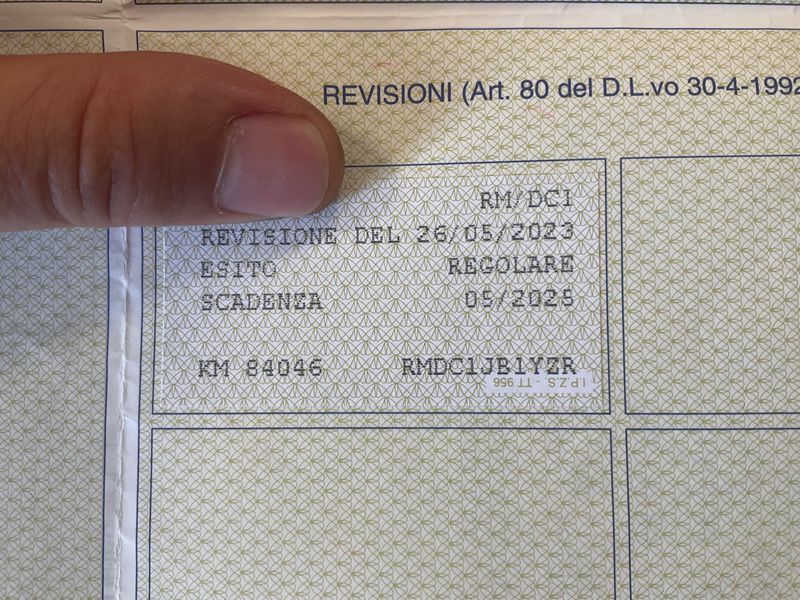 REVISIONI (Art. 80 del D.L.vo 30-4-1992
RM/DC1
REVISIONE DEL 26/05/2023
ESITO REGOLARE
SCADENZA 05/2025
KM 84046 RMDC1JB1YZR
I.P.Z.S. - TT 956